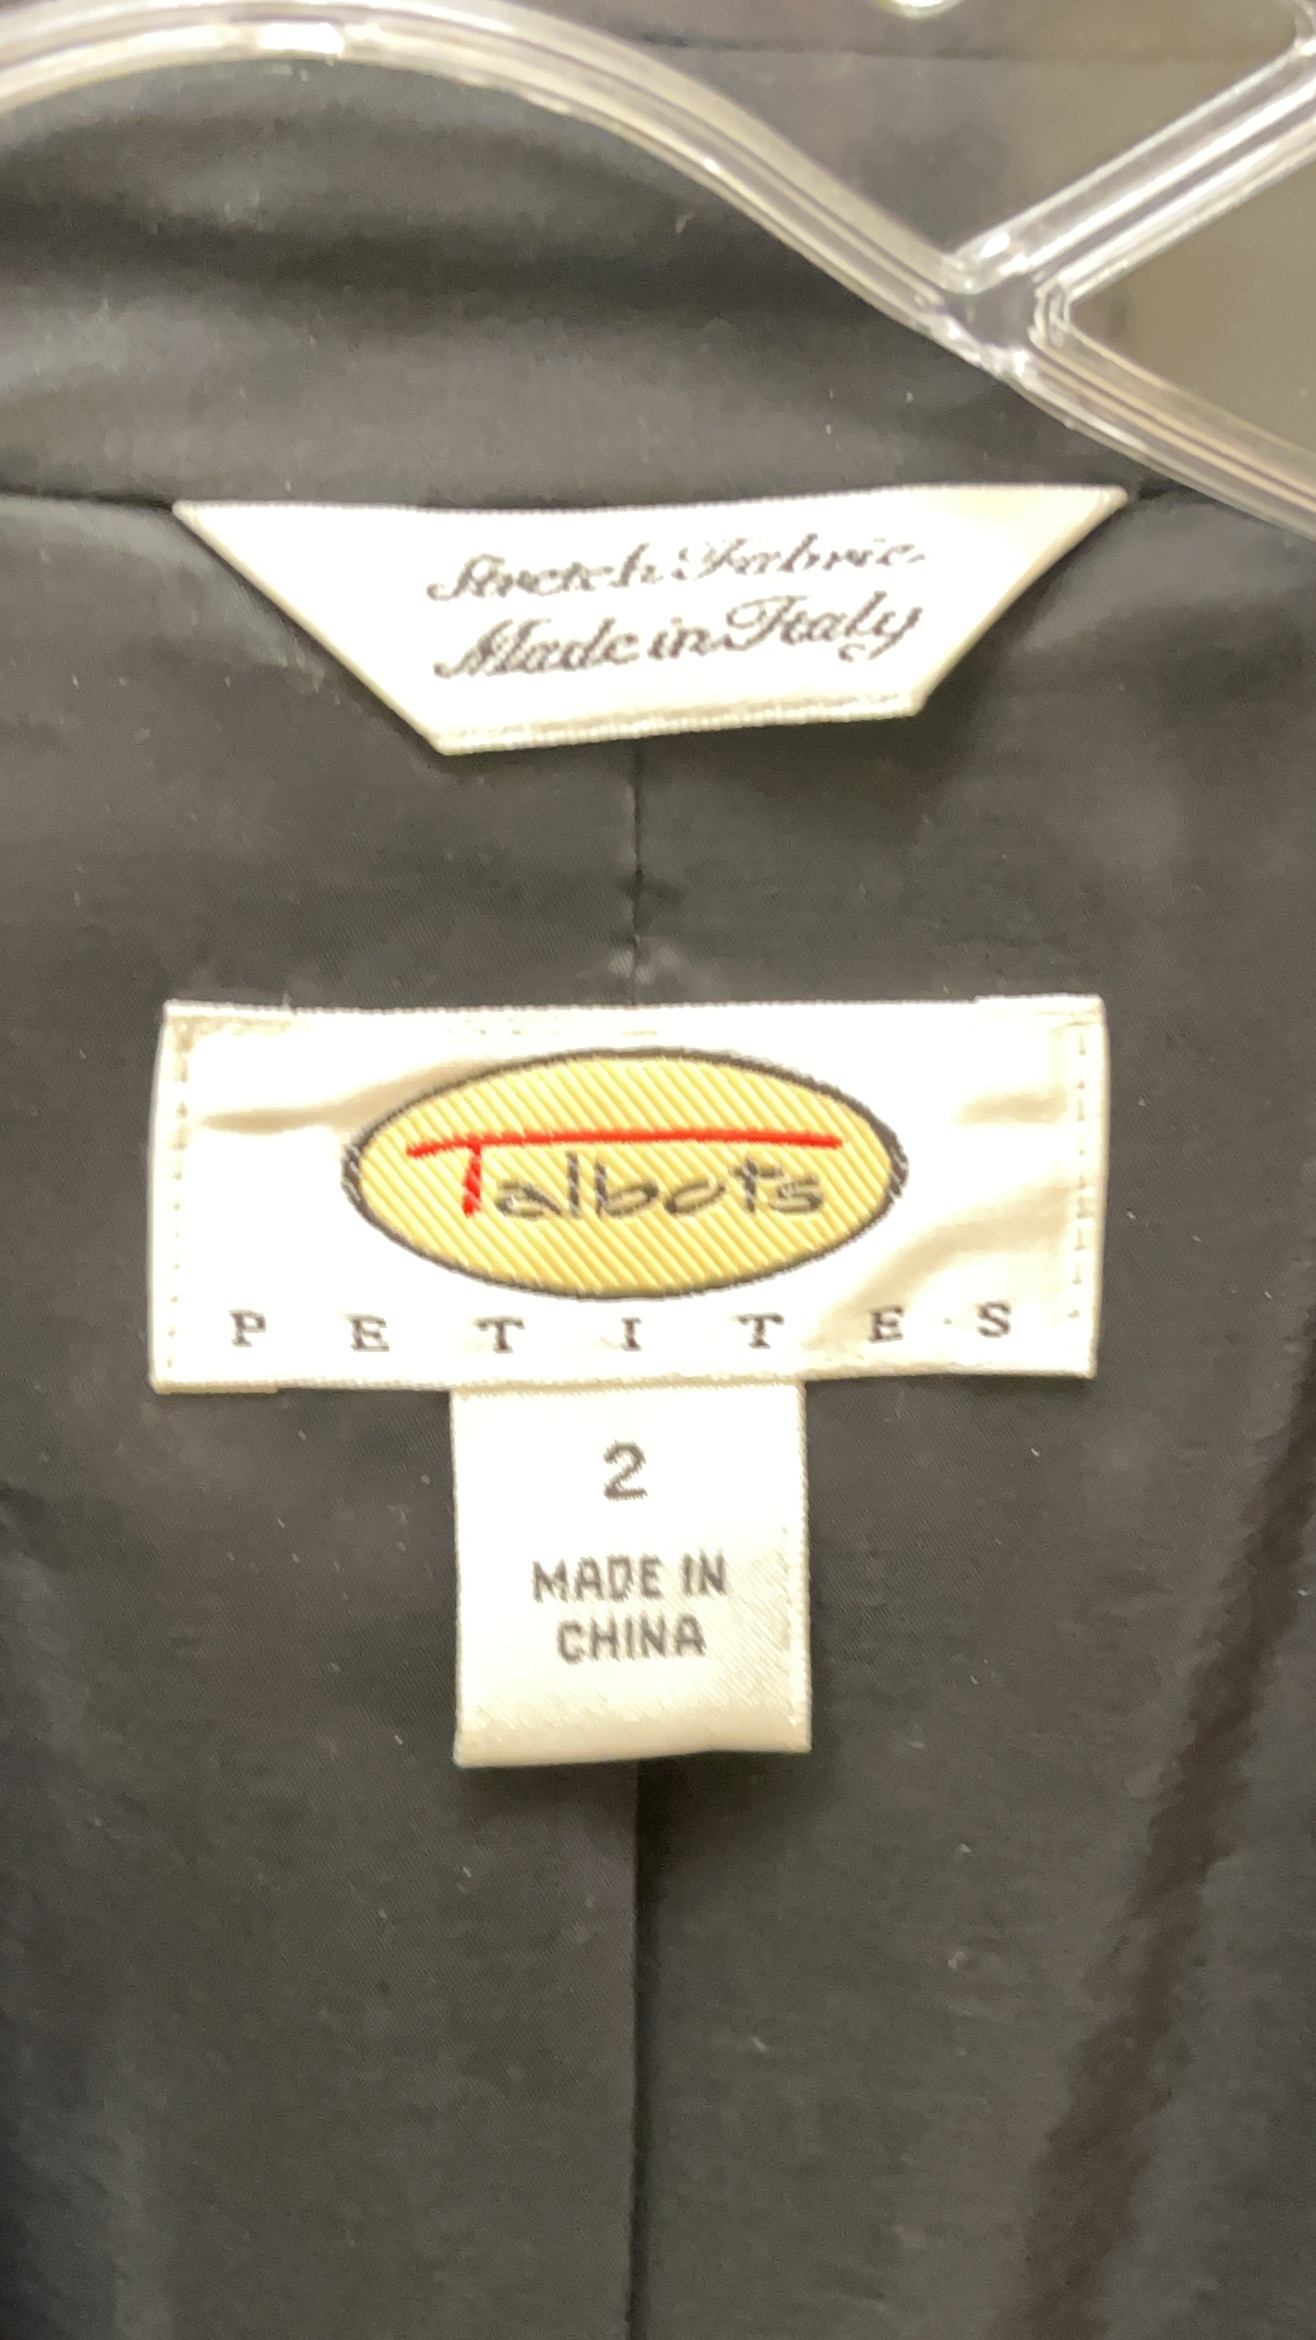 Stretch Fabric
Made in Italy
Talbots
PETITES
2
MADE IN
CHINA